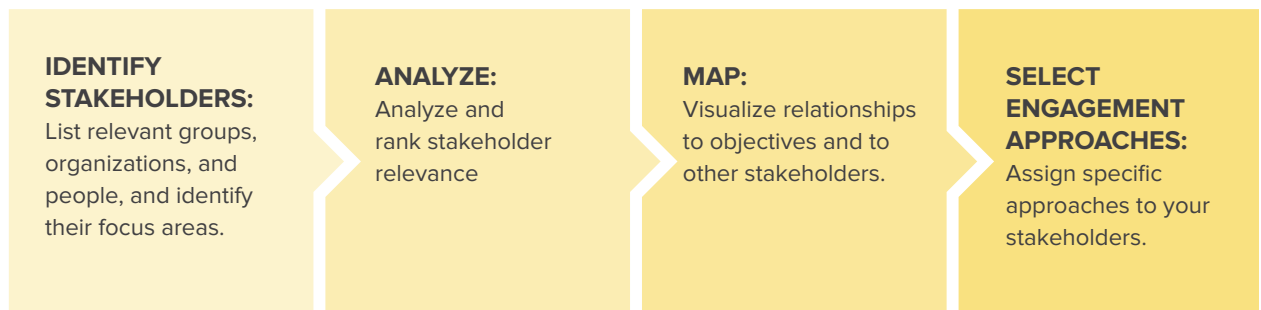 IDENTIFY
STAKEHOLDERS:
List relevant groups,
organizations, and
people, and identify
their focus areas.
ANALYZE:
Analyze and
rank stakeholder
relevance
MAP:
Visualize relationships
to objectives and to
other stakeholders.
SELECT
ENGAGEMENT
APPROACHES:
Assign specific
approaches to your
stakeholders.